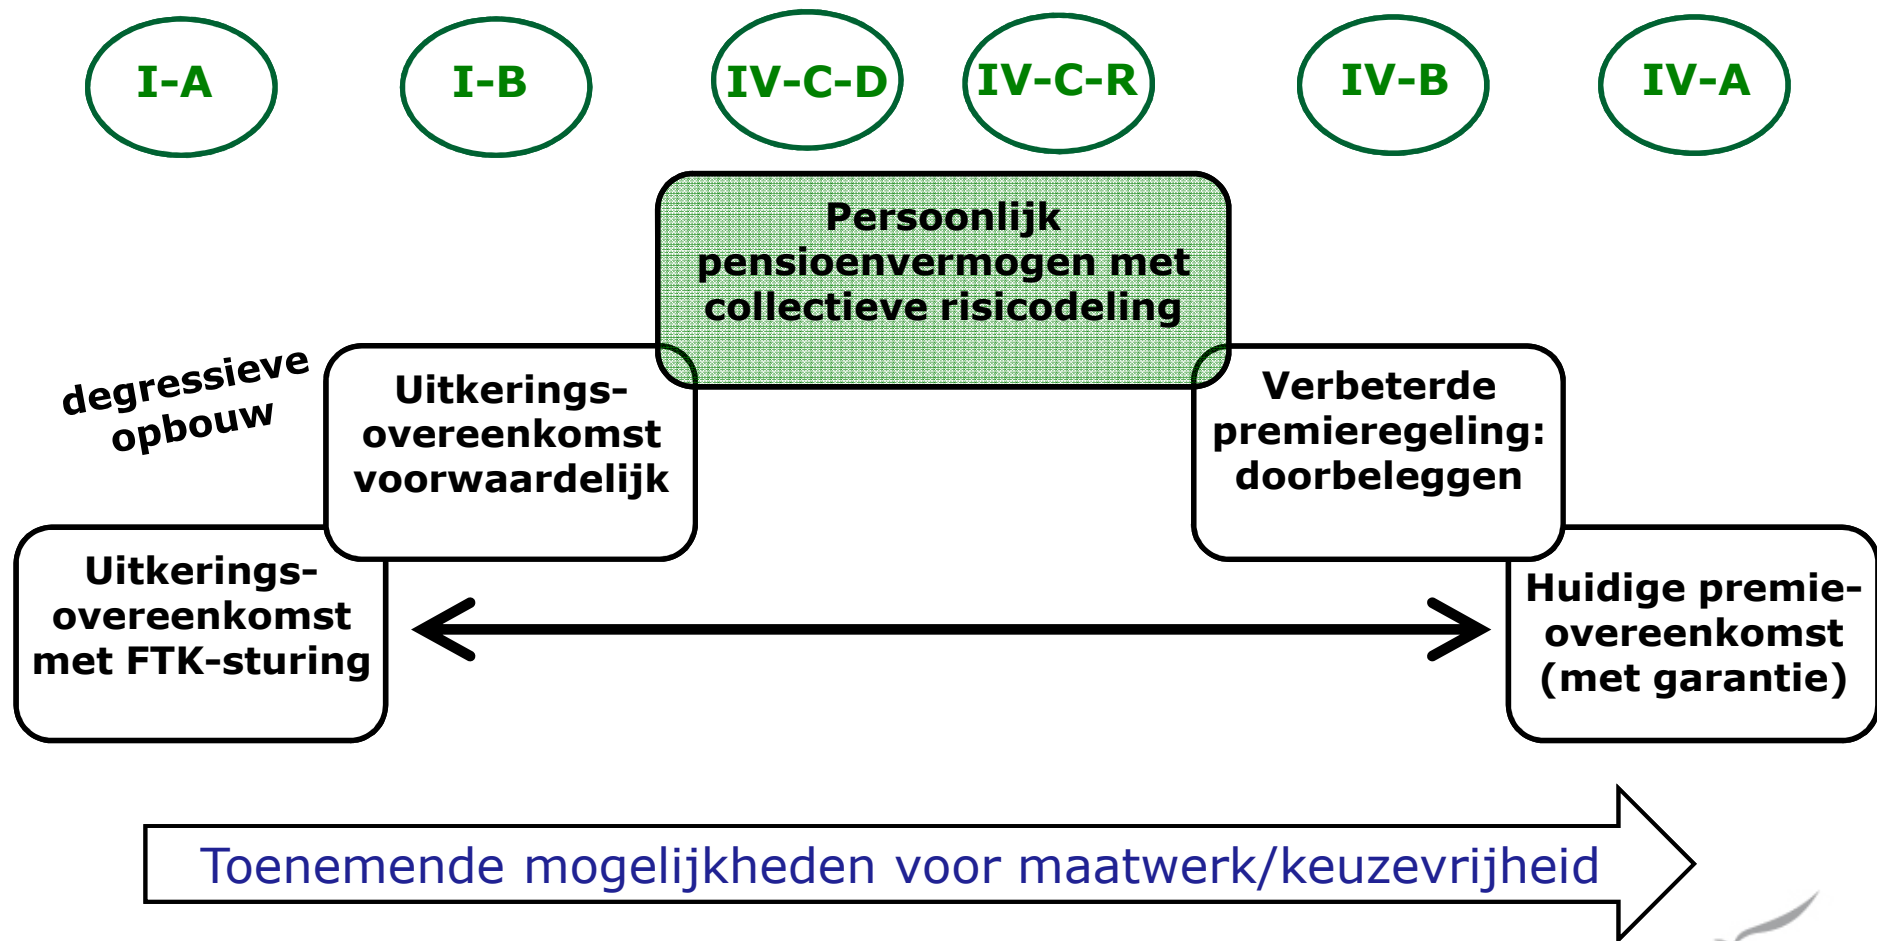 I-A
I-B
IV-C-D
IV-C-R
IV-B
IV-A
Persoonlijk
pensioenvermogen met
collectieve risicodeling
degressieve
opbouw
Uitkerings-
overeenkomst
voorwaardelijk
Verbeterde
premieregeling:
doorbeleggen
Uitkerings-
overeenkomst
met FTK-sturing
Huidige premie-
overeenkomst
(met garantie)
Toenemende mogelijkheden voor maatwerk/keuzevrijheid